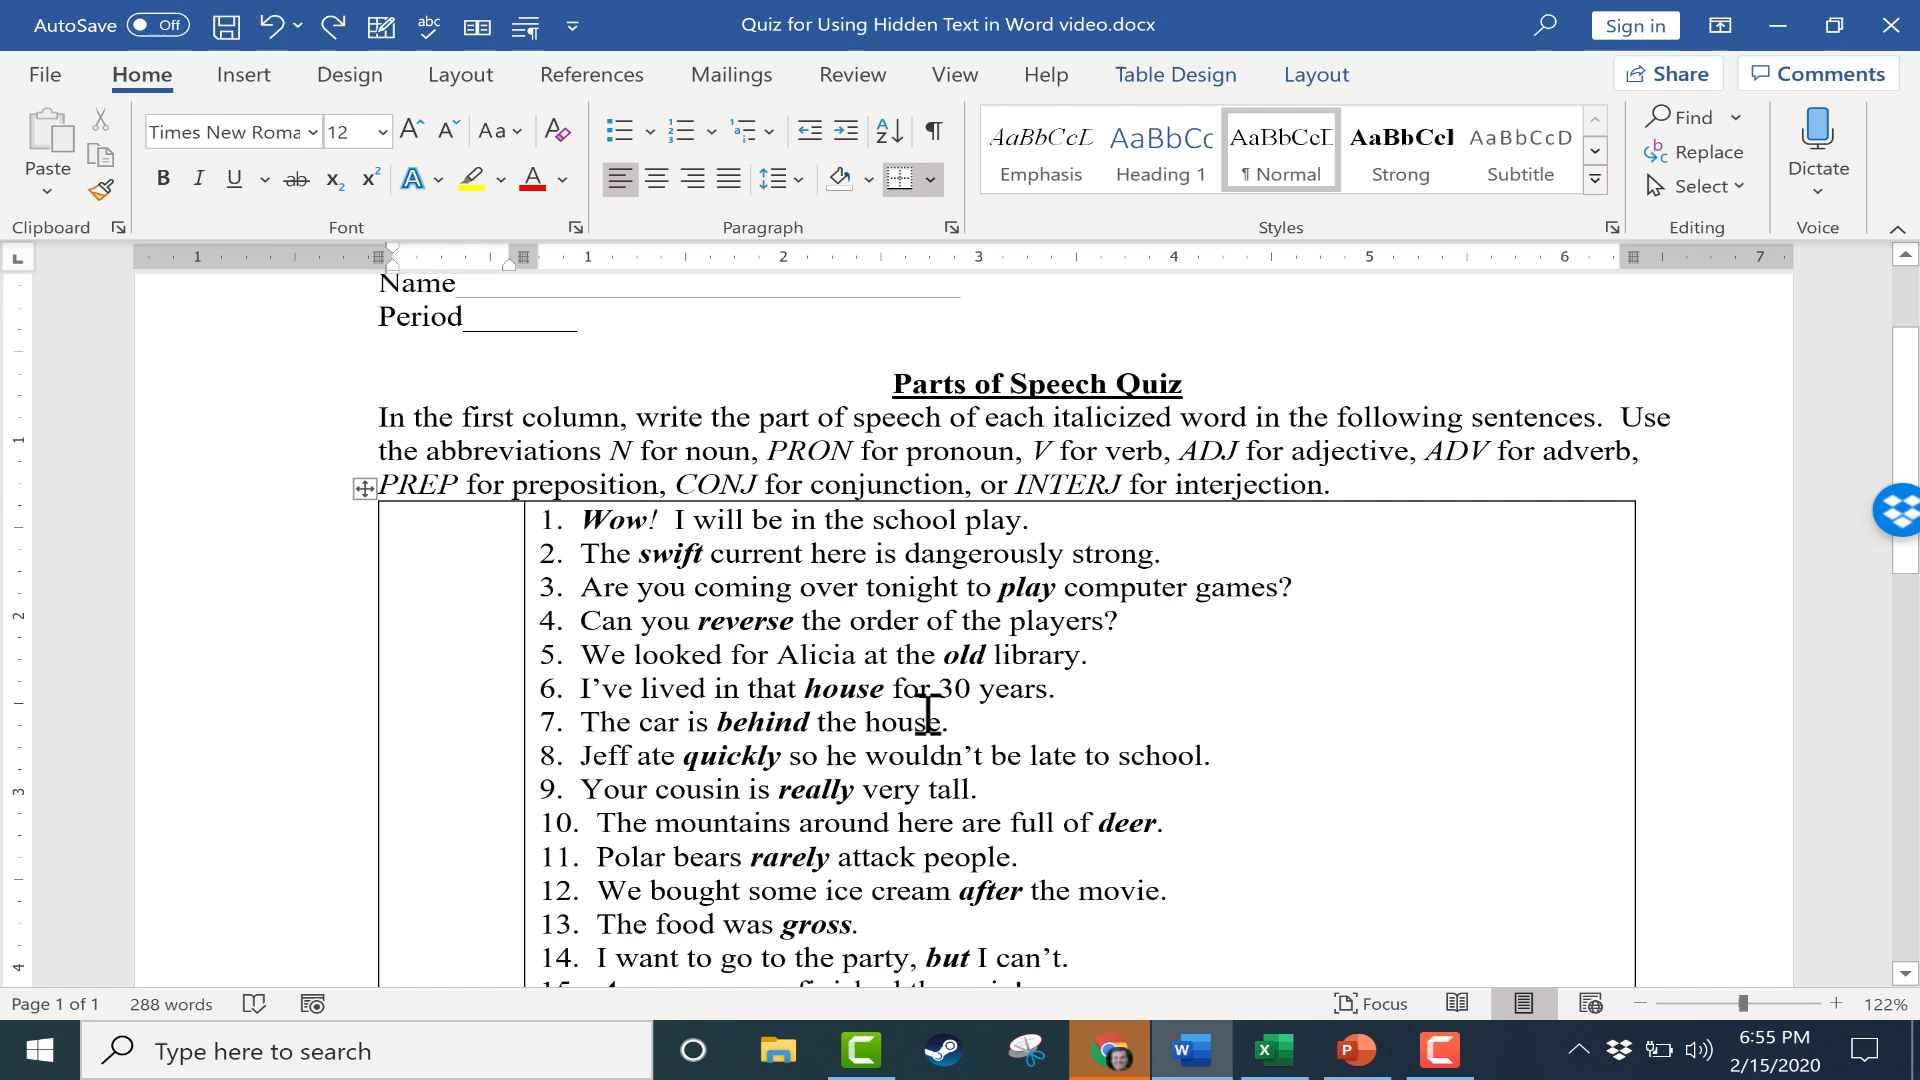 AutoSave Off Quiz for Using Hidden Text in Word video.docx Sign in
File Home Insert Design Layout References Mailings Review View Help Table Design Layout Share Comments
Paste
Clipboard
Times New Roma 12
Font
Paragraph
AaBbCcD Emphasis
AaBbCc Heading 1
AaBbCcD ¶ Normal
AaBbCcl Strong
AaBbCcD Subtitle
Styles
Find
Replace
Select
Editing
Dictate
Voice
1 1 2 3 4 5 6 7
Name
Period
Parts of Speech Quiz
In the first column, write the part of speech of each italicized word in the following sentences. Use
the abbreviations N for noun, PRON for pronoun, V for verb, ADJ for adjective, ADV for adverb,
PREP for preposition, CONJ for conjunction, or INTERJ for interjection.
1. Wow! I will be in the school play.
2. The swift current here is dangerously strong.
3. Are you coming over tonight to play computer games?
4. Can you reverse the order of the players?
5. We looked for Alicia at the old library.
6. I’ve lived in that house for 30 years.
7. The car is behind the house.
8. Jeff ate quickly so he wouldn’t be late to school.
9. Your cousin is really very tall.
10. The mountains around here are full of deer.
11. Polar bears rarely attack people.
12. We bought some ice cream after the movie.
13. The food was gross.
14. I want to go to the party, but I can’t.
Page 1 of 1 288 words Focus 122%
Type here to search
6:55 PM
2/15/2020